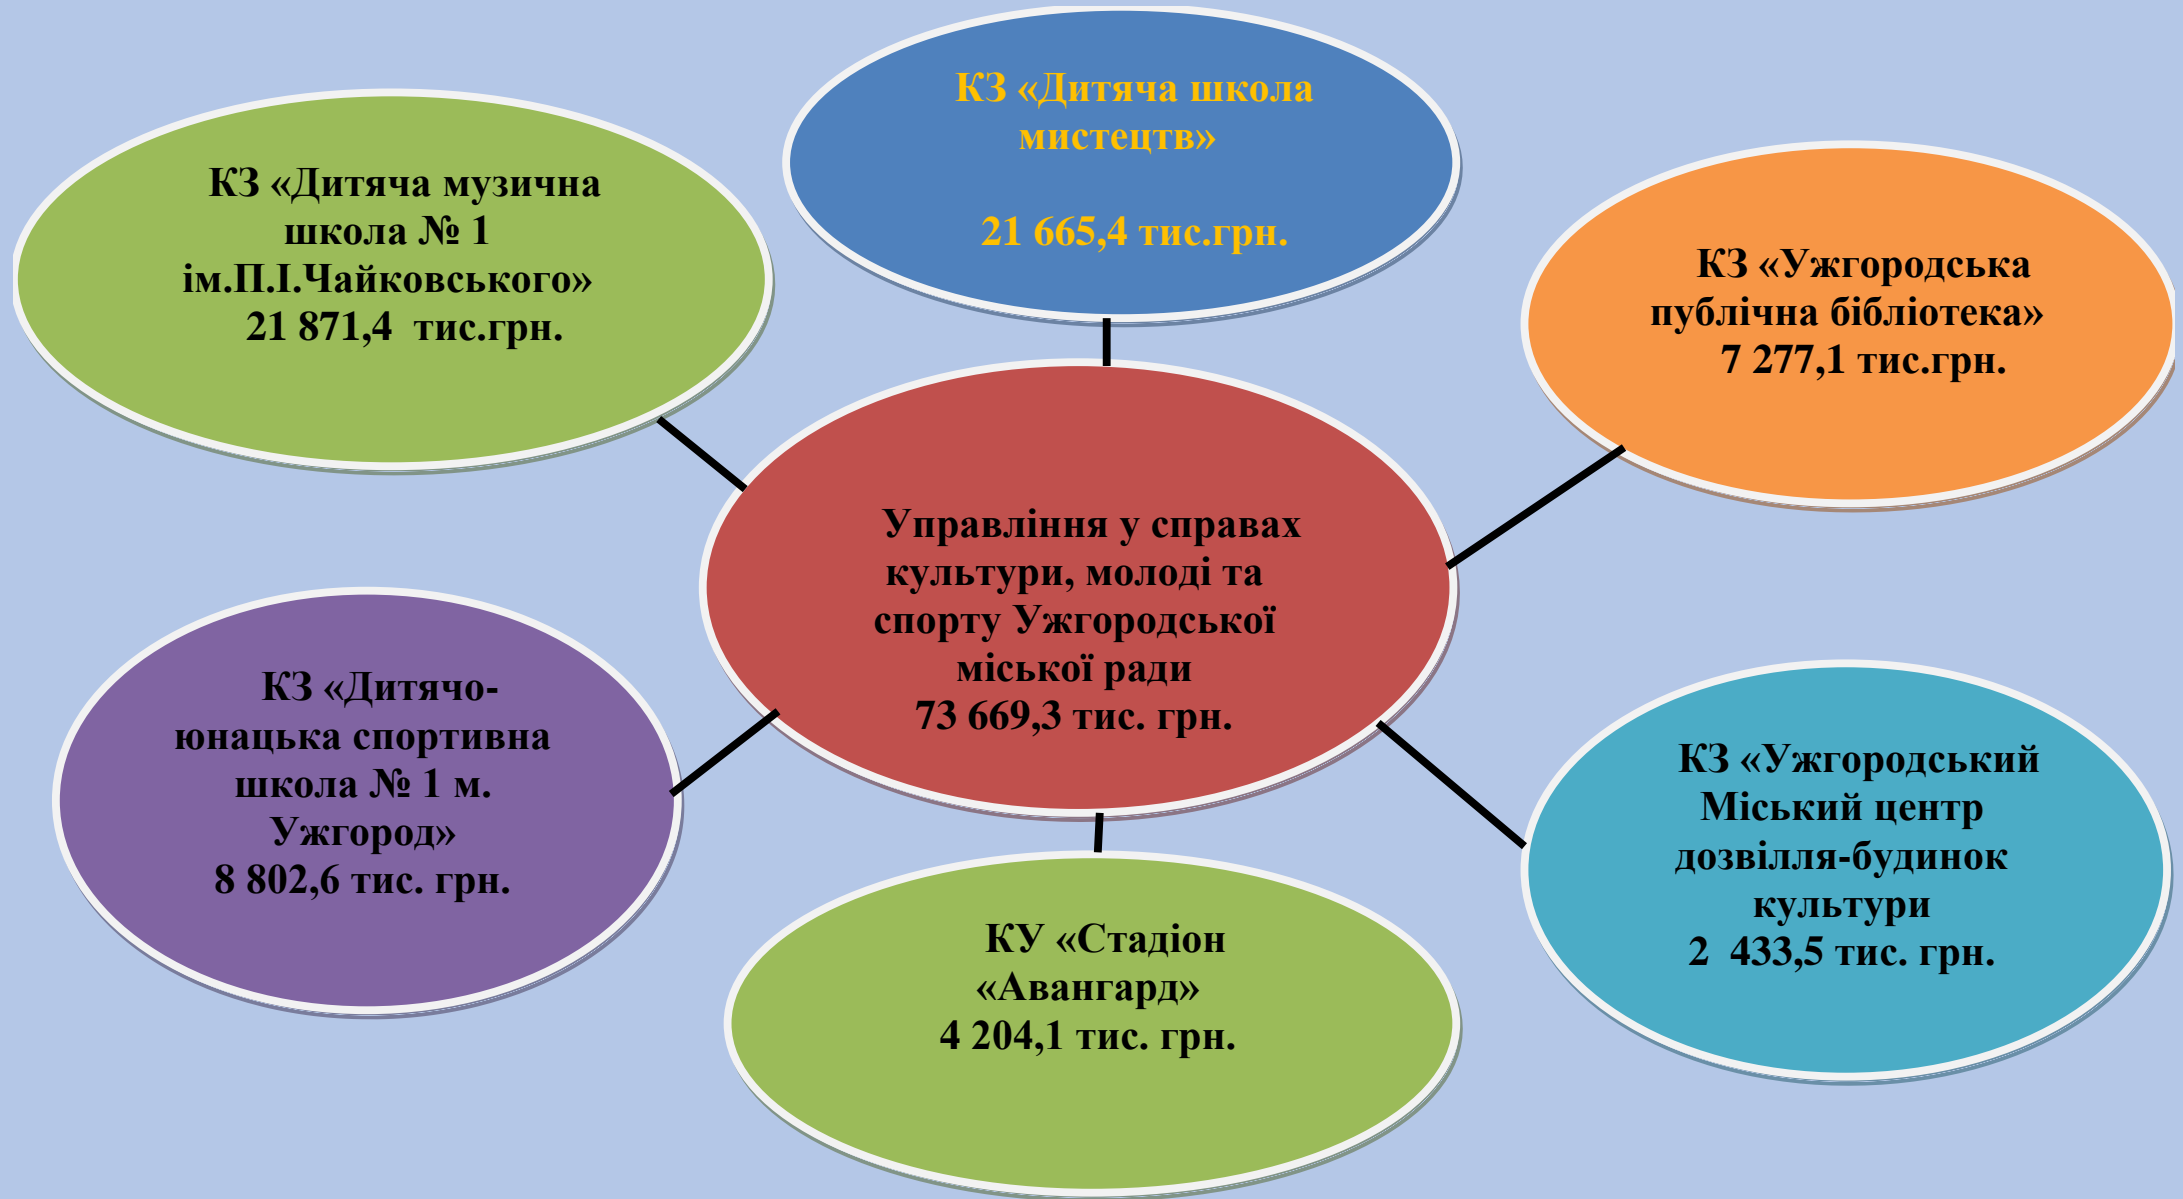 КЗ «Дитяча школа
мистецтв»
21 665,4 тис.грн.
КЗ «Дитяча музична
школа № 1
ім.П.І.Чайковського»
21 871,4 тис.грн.
КЗ «Ужгородська
публічна бібліотека»
7 277,1 тис.грн.
Управління у справах
культури, молоді та
спорту Ужгородської
міської ради
73 669,3 тис. грн.
КЗ «Дитячо-
юнацька спортивна
школа № 1 м.
Ужгород»
8 802,6 тис. грн.
КЗ «Ужгородський
Міський центр
дозвілля-будинок
культури
2 433,5 тис. грн.
КУ «Стадіон
«Авангард»
4 204,1 тис. грн.